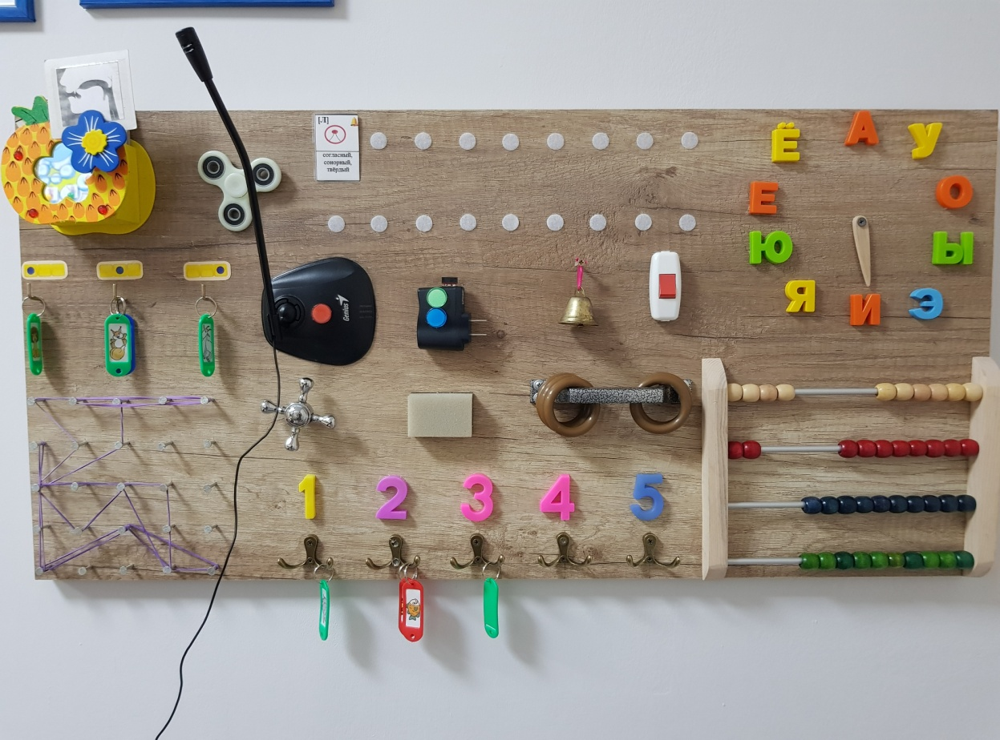 [Л]
согласный,
сонорный,
твёрдый
Ё
А
У
Е
О
Ю
Ы
Я
И
Э
Genius
1 2 3 4 5